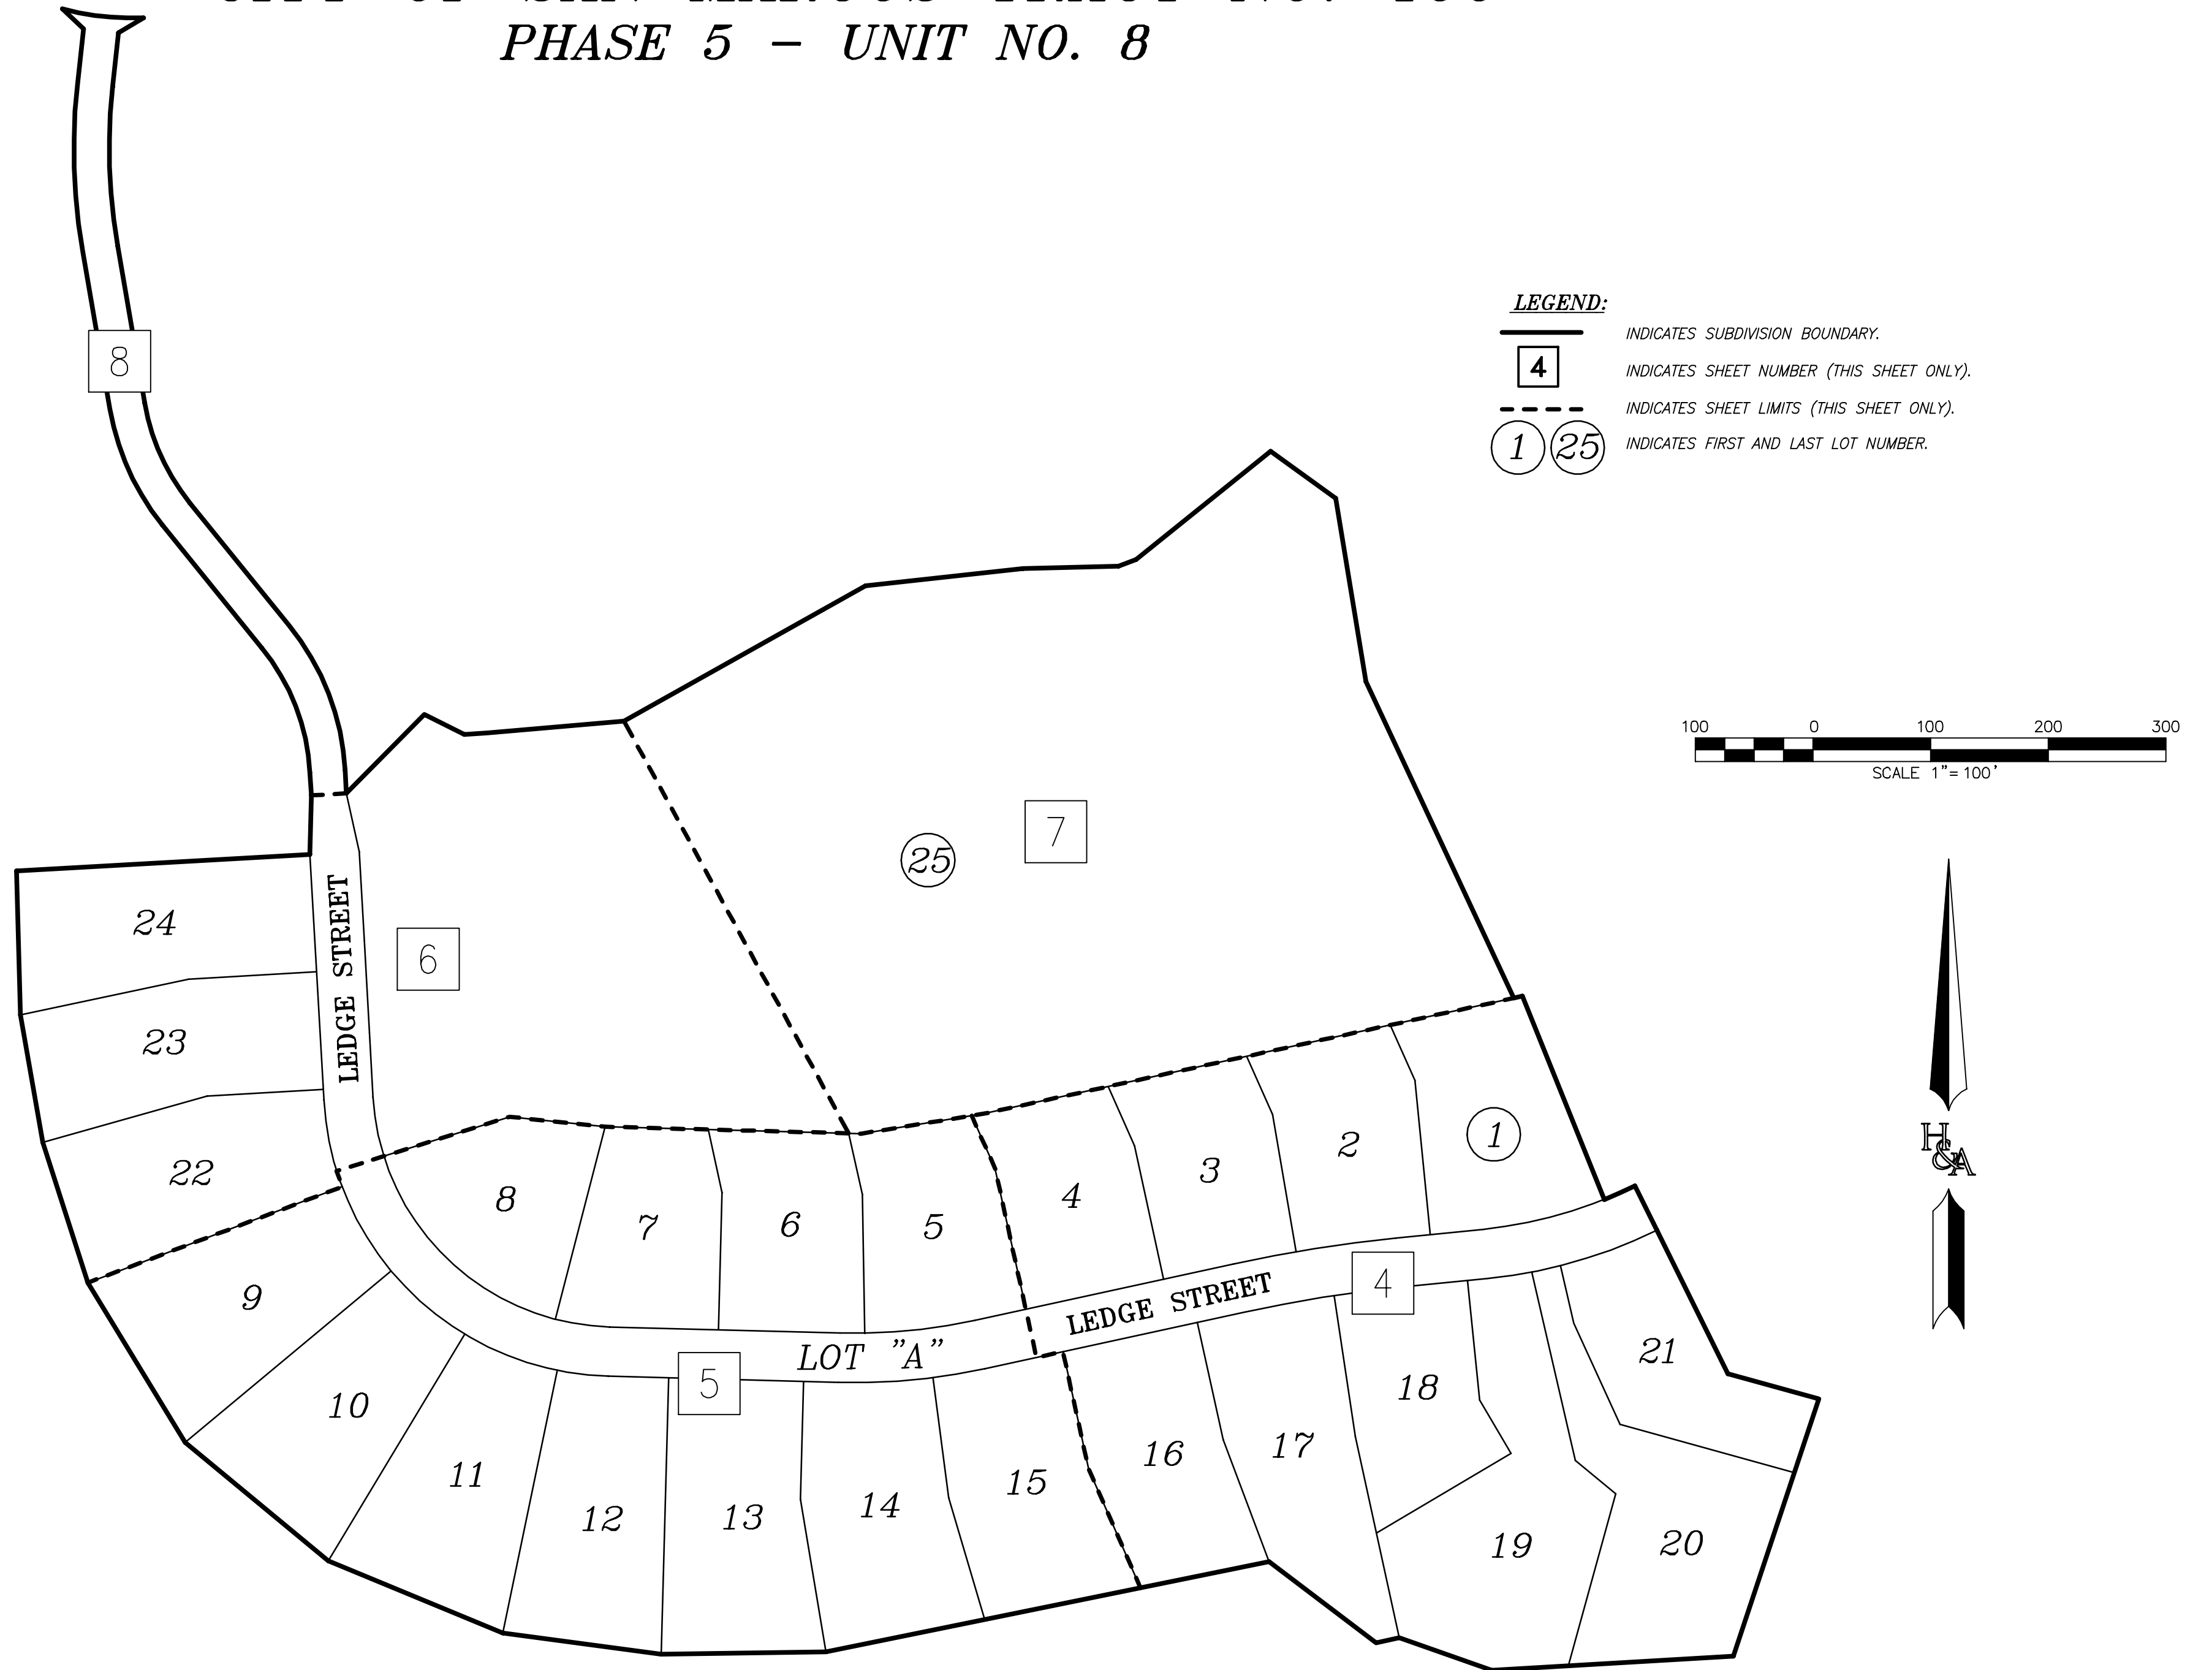 PHASE 5 - UNIT NO. 8
LEGEND:
INDICATES SUBDIVISION BOUNDARY.
4 INDICATES SHEET NUMBER (THIS SHEET ONLY).
INDICATES SHEET LIMITS (THIS SHEET ONLY).
1 25 INDICATES FIRST AND LAST LOT NUMBER.
8
100 0 100 200 300
SCALE 1"=100'
7
25
6
24
LEDGE STREET
23
22
H&A
1
2
3
4
5
6
7
8
9
LEDGE STREET
4
LOT "A"
5
10
11
12
13
14
15
16
17
18
19
20
21